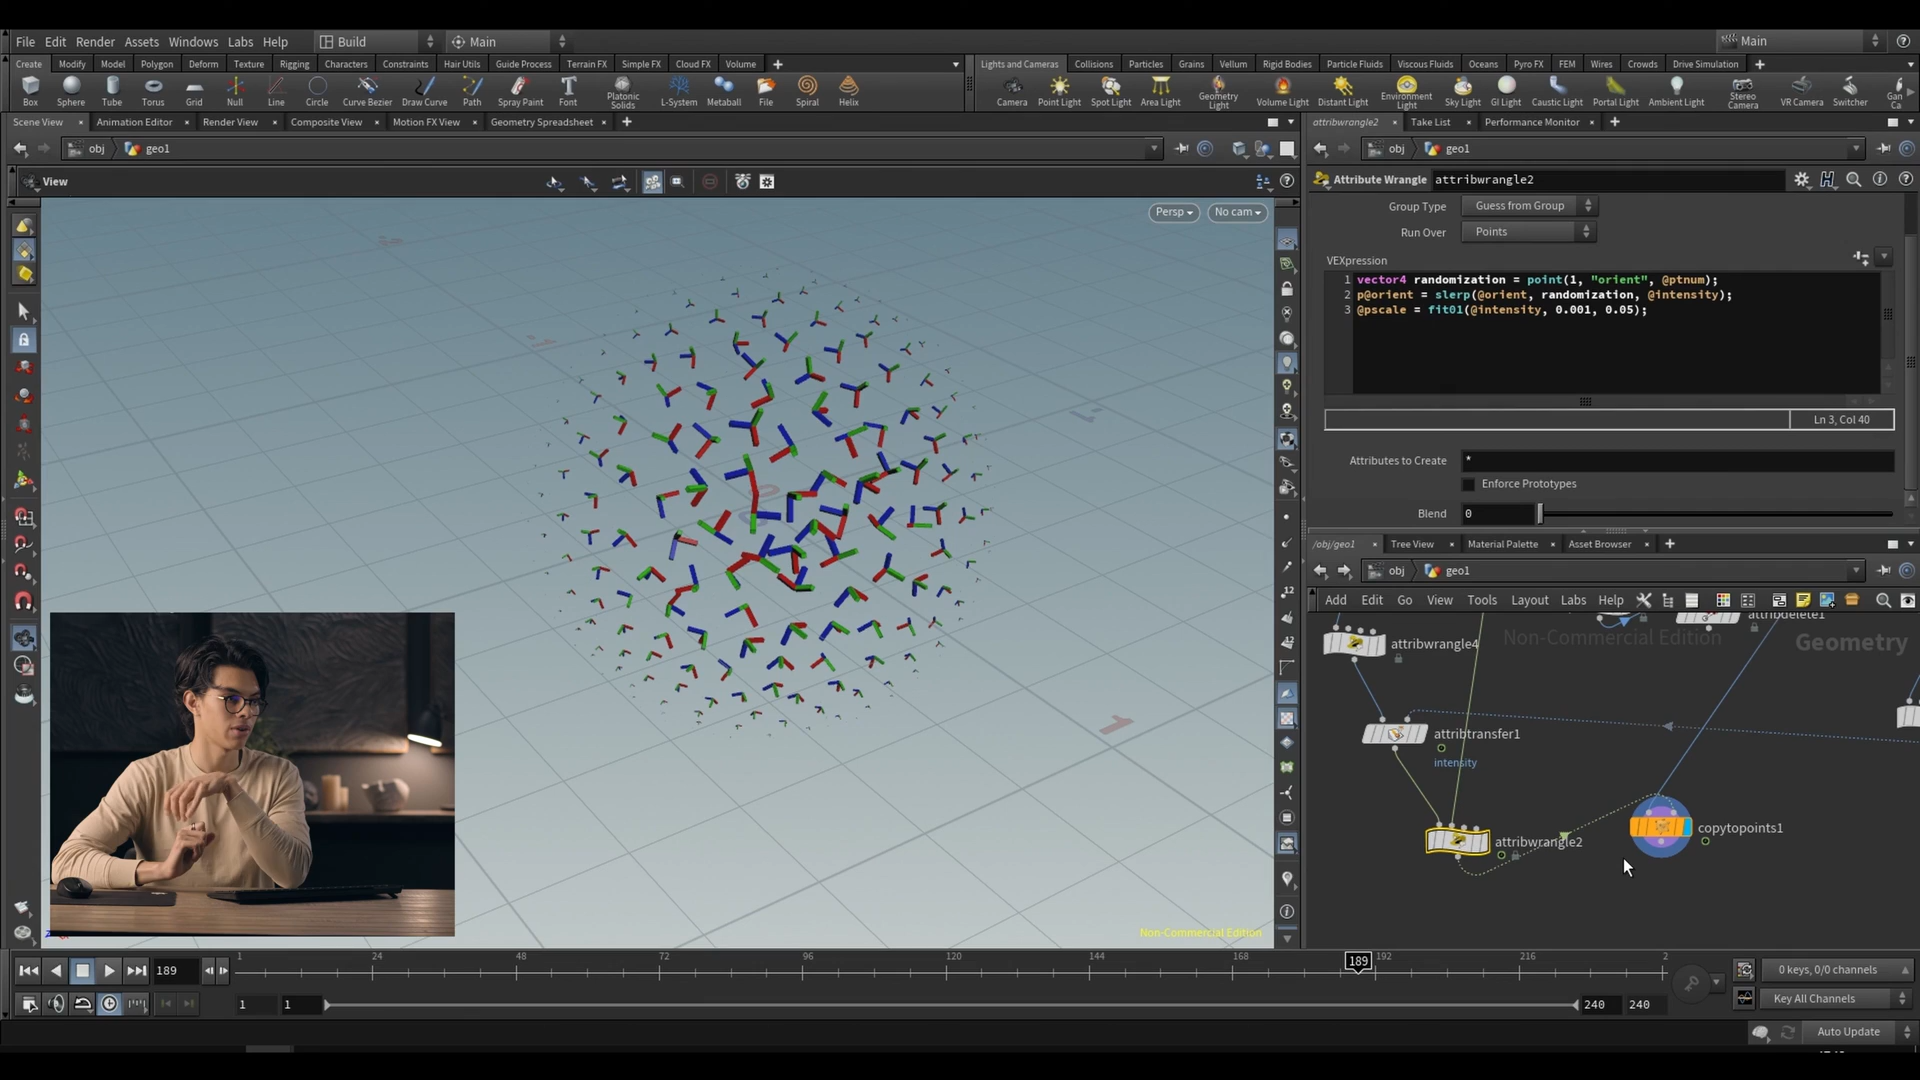 File Edit Render Assets Windows Labs Help Build Main Main
Create Modify Model Polygon Deform Texture Rigging Characters Constraints Hair Utils Guide Process Terrain FX Simple FX Cloud FX Volume
Lights and Cameras Collisions Particles Grains Vellum Rigid Bodies Particle Fluids Viscous Fluids Oceans Pyro FX FEM Wires Crowds Drive Simulation
Box Sphere Tube Torus Grid Null Line Circle Curve Bezier Draw Curve Path Spray Paint Font Platonic Solids L-System Metaball File Spiral Helix
Camera Point Light Spot Light Area Light Geometry Light Volume Light Distant Light Environment Light Sky Light GI Light Caustic Light Portal Light Ambient Light Stereo Camera VR Camera Switcher Gan Ca
Scene View Animation Editor Render View Composite View Motion FX View Geometry Spreadsheet
attribwrangle2 Take List Performance Monitor
obj geo1
obj geo1
View
Persp No cam
Attribute Wrangle attribwrangle2
Group Type Guess from Group
Run Over Points
VEXpression
1 vector4 randomization = point(1, "orient", @ptnum);
2 p@orient = slerp(@orient, randomization, @intensity);
3 @pscale = fit01(@intensity, 0.001, 0.05);
Ln 3, Col 40
Attributes to Create *
Enforce Prototypes
Blend 0
/obj/geo1 Tree View Material Palette Asset Browser
obj geo1
Add Edit Go View Tools Layout Labs Help
attribdelete1
Non-Commercial Edition Geometry
attribwrangle4
attribtransfer1
intensity
attribwrangle2
copytopoints1
Non-Commercial Edition
189 1 24 48 72 96 120 144 168 189 192 216 2
0 keys, 0/0 channels
1 1 240 240 Key All Channels
Auto Update